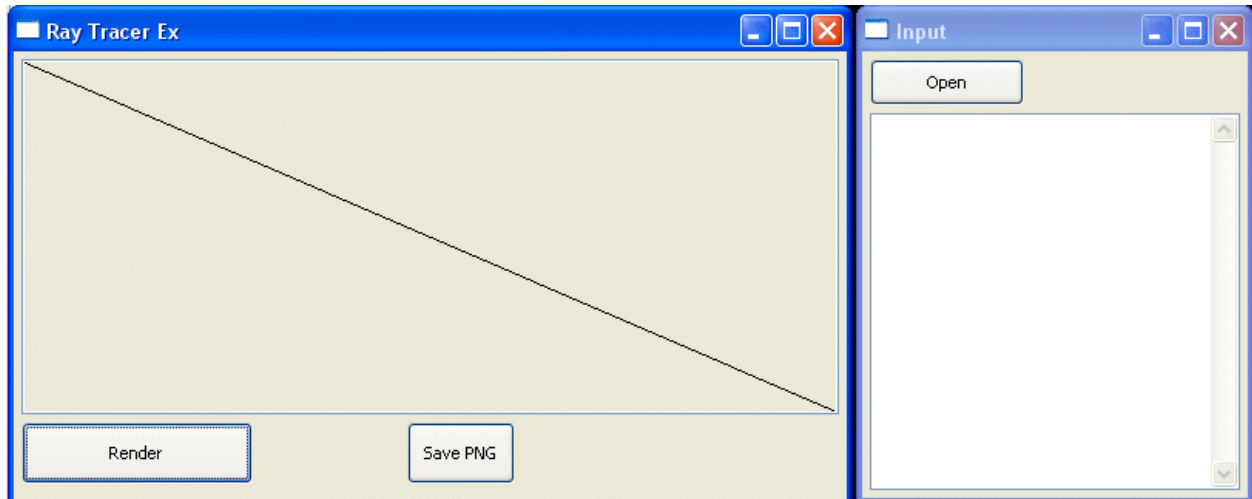 Ray Tracer Ex
Render
Save PNG
Input
Open